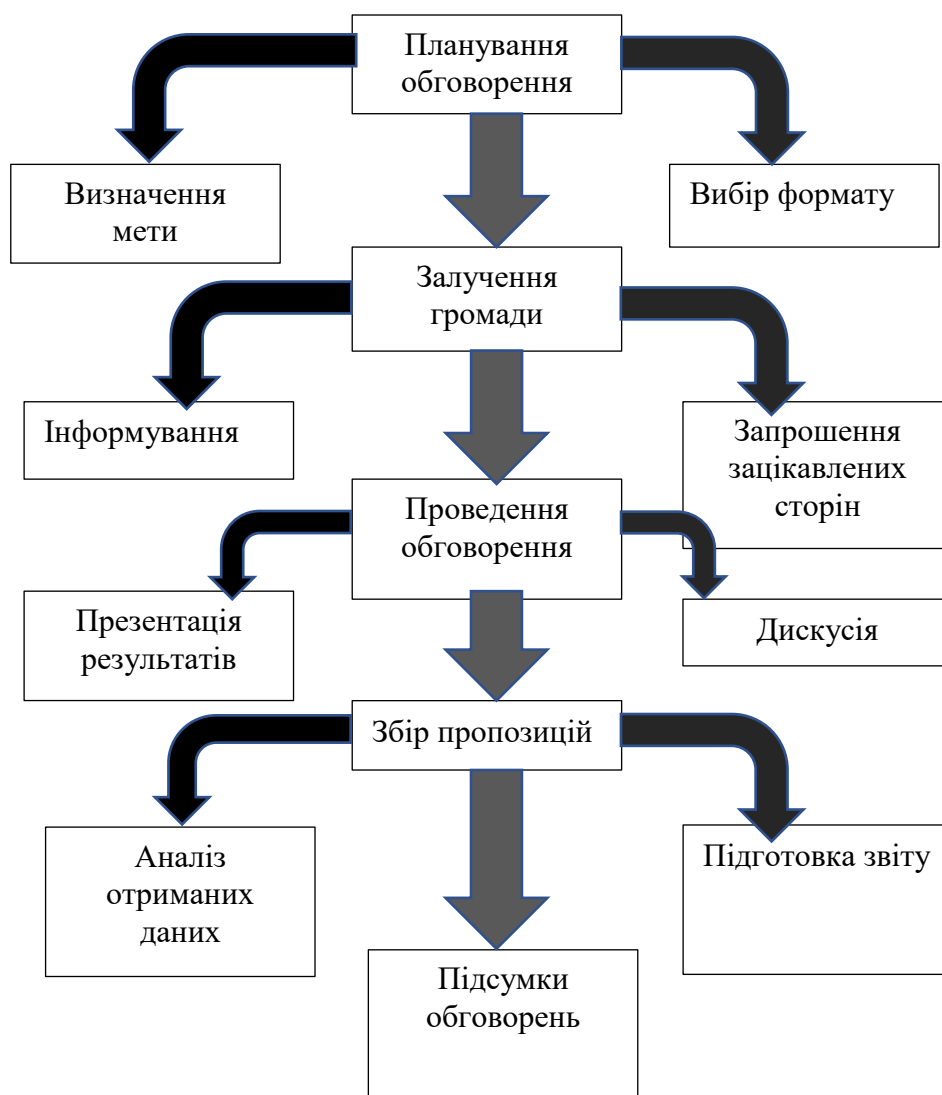 Планування
обговорення
Визначення
мети
Вибір формату
Залучення
громади
Інформування
Запрошення
зацікавлених
сторін
Проведення
обговорення
Презентація
результатів
Дискусія
Збір пропозицій
Аналіз
отриманих
даних
Підготовка звіту
Підсумки
обговорень